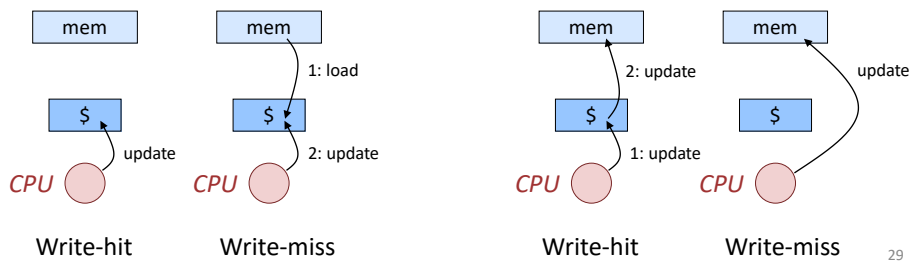 mem
mem
1: load
$
$
update
2: update
CPU
CPU
Write-hit
Write-miss
mem
mem
2: update
update
$
$
1: update
CPU
CPU
Write-hit
Write-miss
29